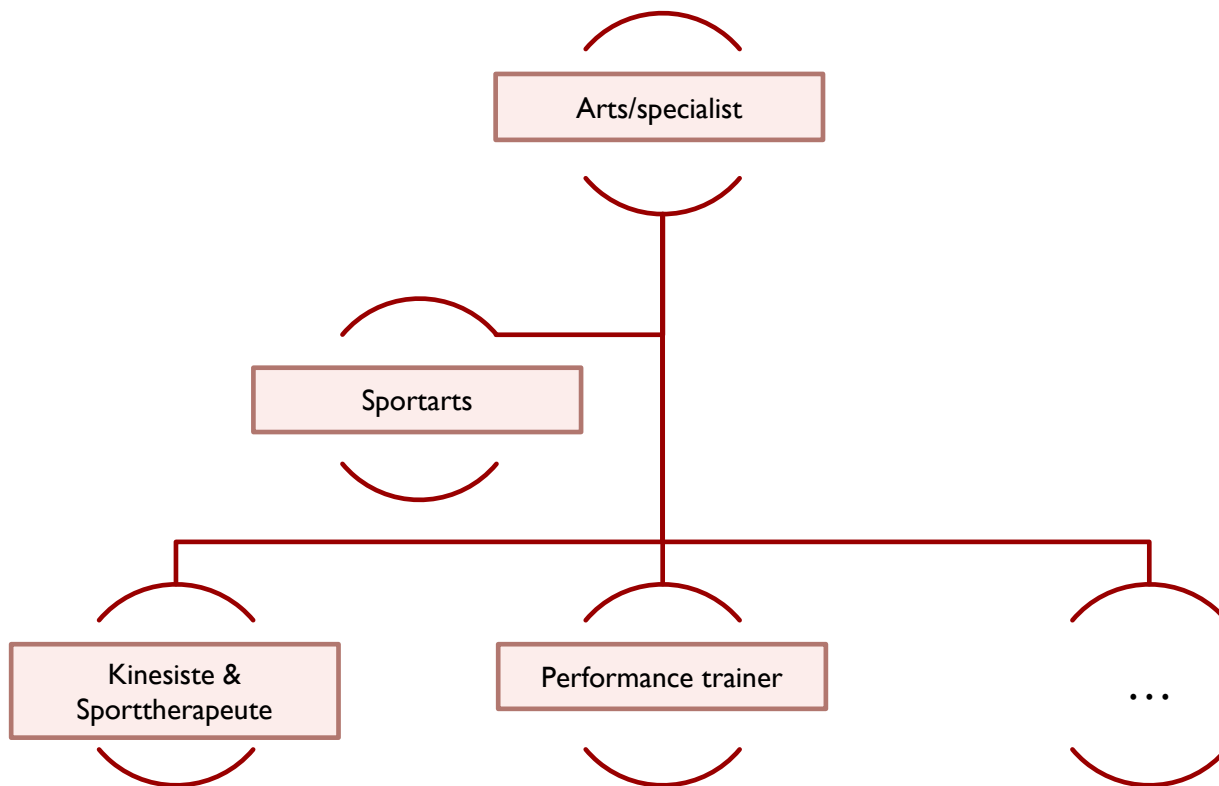 Arts/specialist
Sportarts
Kinesiste &
Sporttherapeute
Performance trainer
...